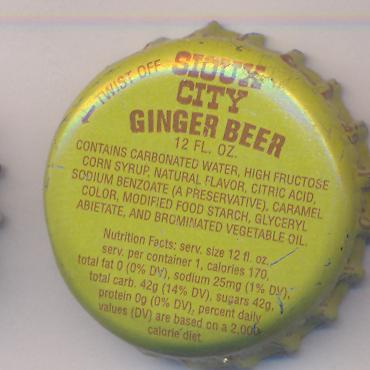 ← TWIST OFF
SIOUX
CITY
GINGER BEER
12 FL. OZ.
CONTAINS CARBONATED WATER, HIGH FRUCTOSE
CORN SYRUP, NATURAL FLAVOR, CITRIC ACID,
SODIUM BENZOATE (A PRESERVATIVE), CARAMEL
COLOR, MODIFIED FOOD STARCH, GLYCERYL
ABIETATE, AND BROMINATED VEGETABLE OIL.
Nutrition Facts: serv. size 12 fl. oz.,
serv. per container 1, calories 170,
total fat 0 (0% DV), sodium 25mg (1% DV),
total carb. 42g (14% DV), sugars 42g,
protein 0g (0% DV), percent daily
values (DV) are based on a 2,000
calorie diet.